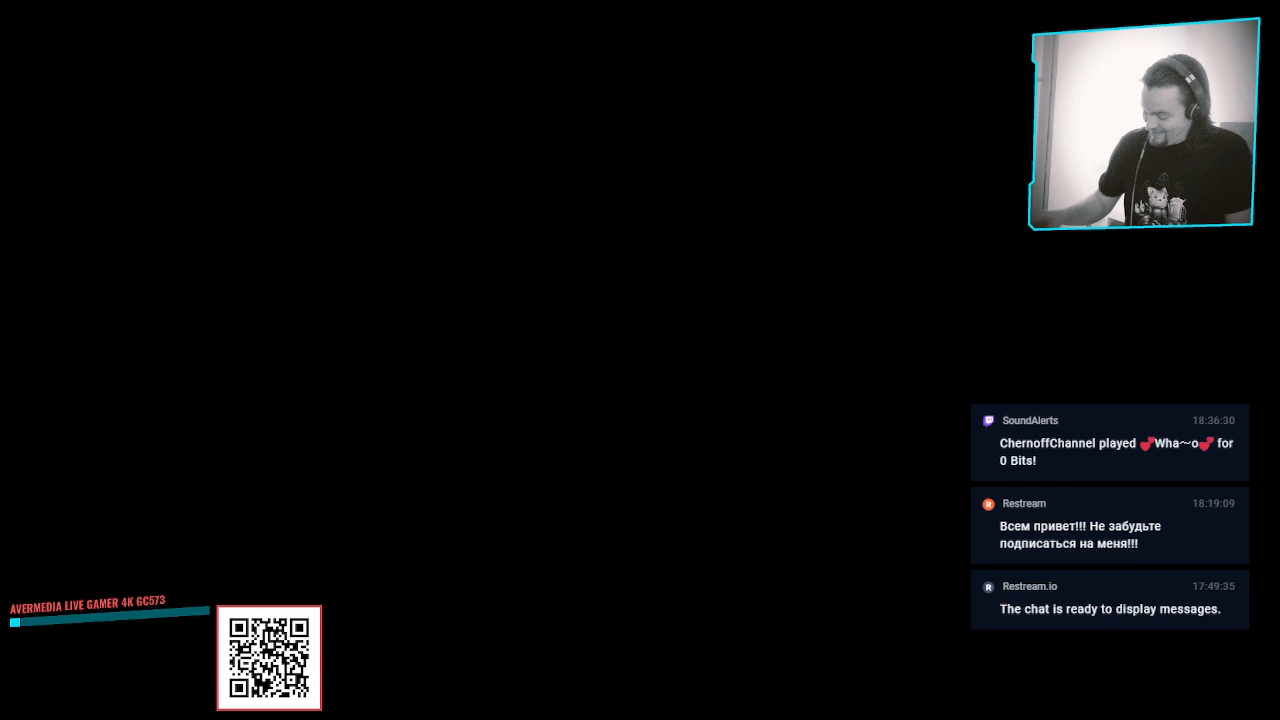 SoundAlerts 18:36:30
ChernoffChannel played 💕Wha～o💕 for
0 Bits!
Restream 18:19:09
Всем привет!!! Не забудьте
подписаться на меня!!!
Restream.io 17:49:35
The chat is ready to display messages.
AVERMEDIA LIVE GAMER 4K GC573